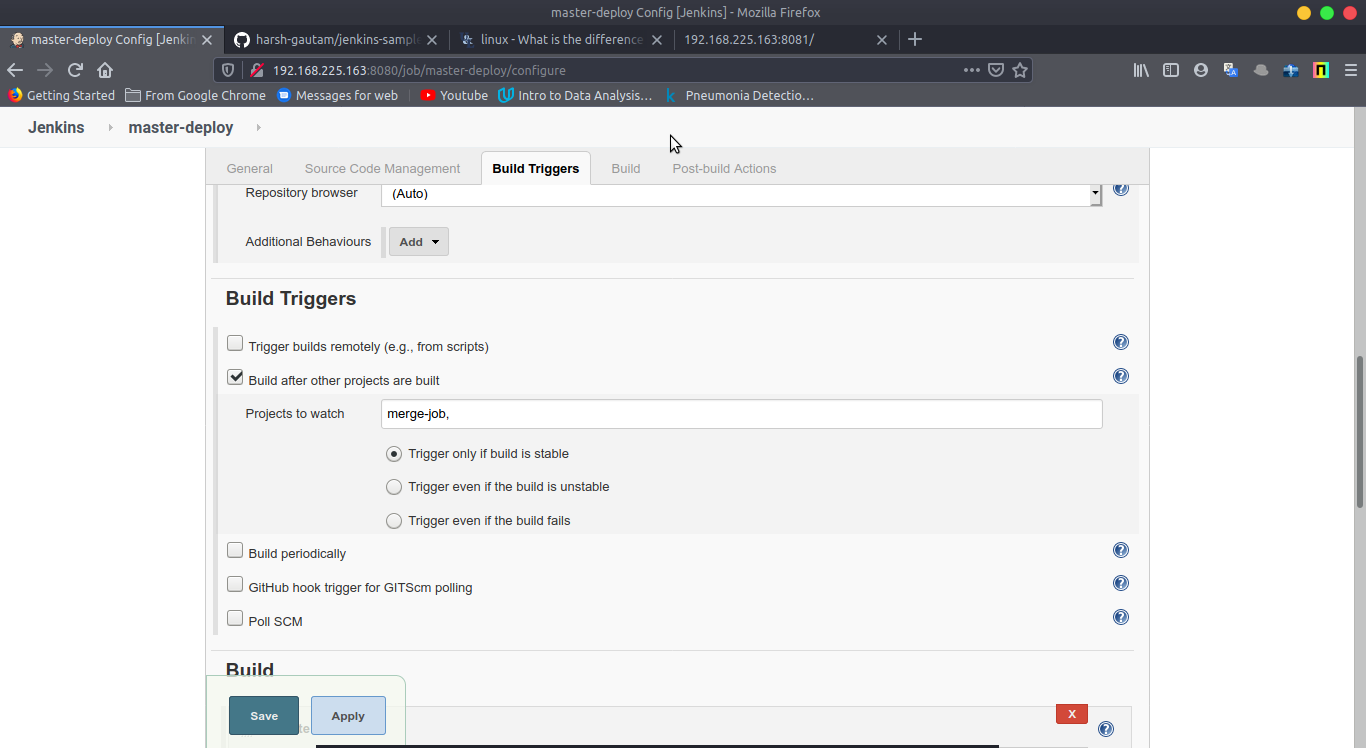 master-deploy Config [Jenkins] - Mozilla Firefox
master-deploy Config [Jenkin
harsh-gautam/jenkins-sampl
linux - What is the difference
192.168.225.163:8081/
192.168.225.163:8080/job/master-deploy/configure
Getting Started
From Google Chrome
Messages for web
Youtube
Intro to Data Analysis…
Pneumonia Detectio…
Jenkins
master-deploy
General
Source Code Management
Build Triggers
Build
Post-build Actions
Repository browser
(Auto)
Additional Behaviours
Add
Build Triggers
Trigger builds remotely (e.g., from scripts)
Build after other projects are built
Projects to watch
merge-job,
Trigger only if build is stable
Trigger even if the build is unstable
Trigger even if the build fails
Build periodically
GitHub hook trigger for GITScm polling
Poll SCM
Build
Save
Apply
X